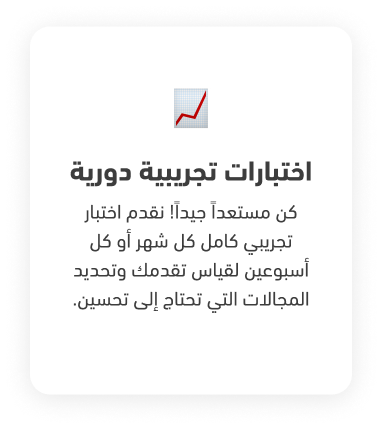 اختبارات تجريبية دورية
كن مستعداً جيداً! نقدم اختبار
تجريبي كامل كل شهر أو كل
أسبوعين لقياس تقدمك وتحديد
المجالات التي تحتاج إلى تحسين.